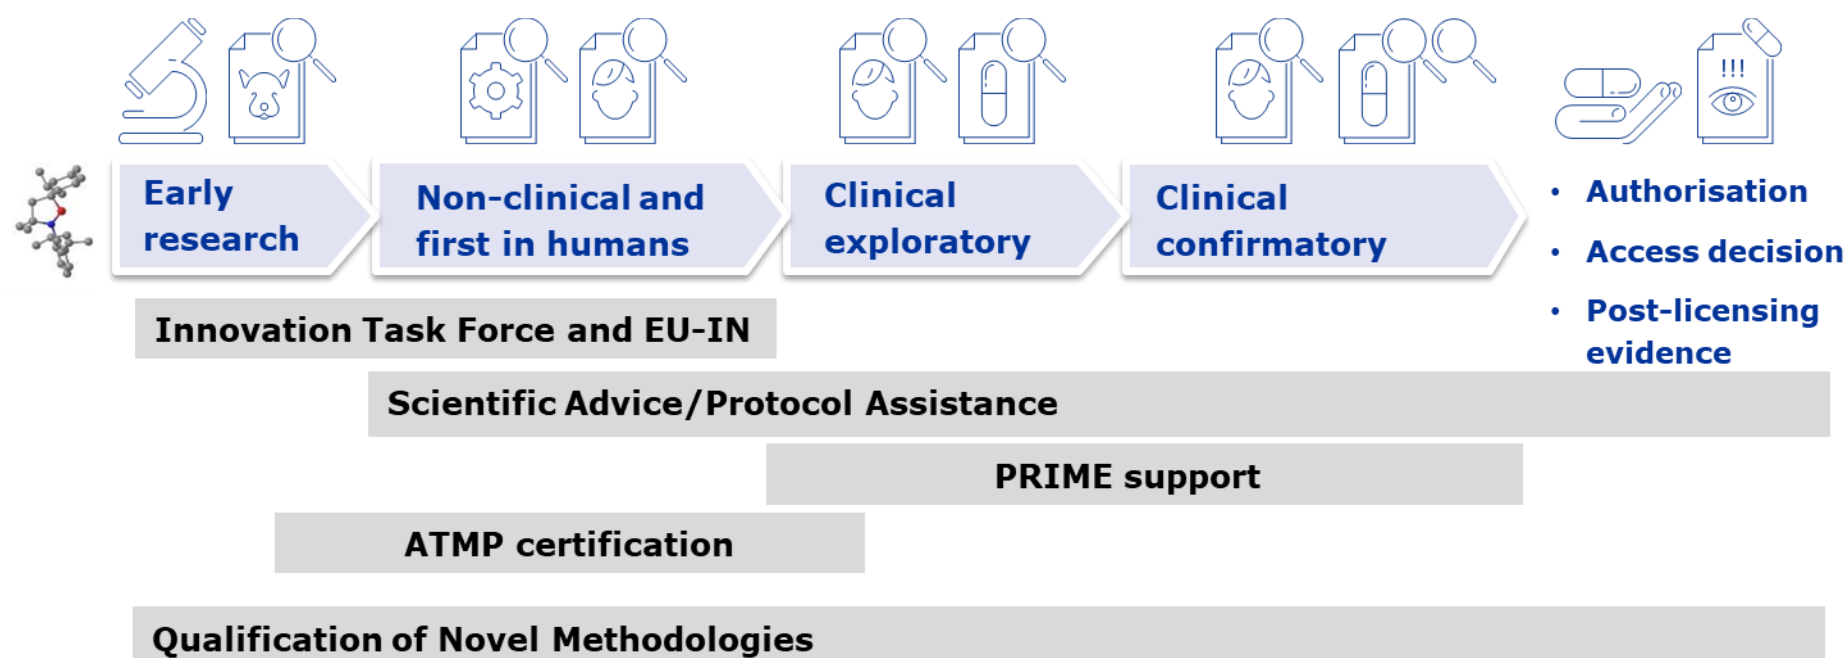 Early
research
Non-clinical and
first in humans
Clinical
exploratory
Clinical
confirmatory
!!!
• Authorisation
• Access decision
• Post-licensing
evidence
Innovation Task Force and EU-IN
Scientific Advice/Protocol Assistance
PRIME support
ATMP certification
Qualification of Novel Methodologies